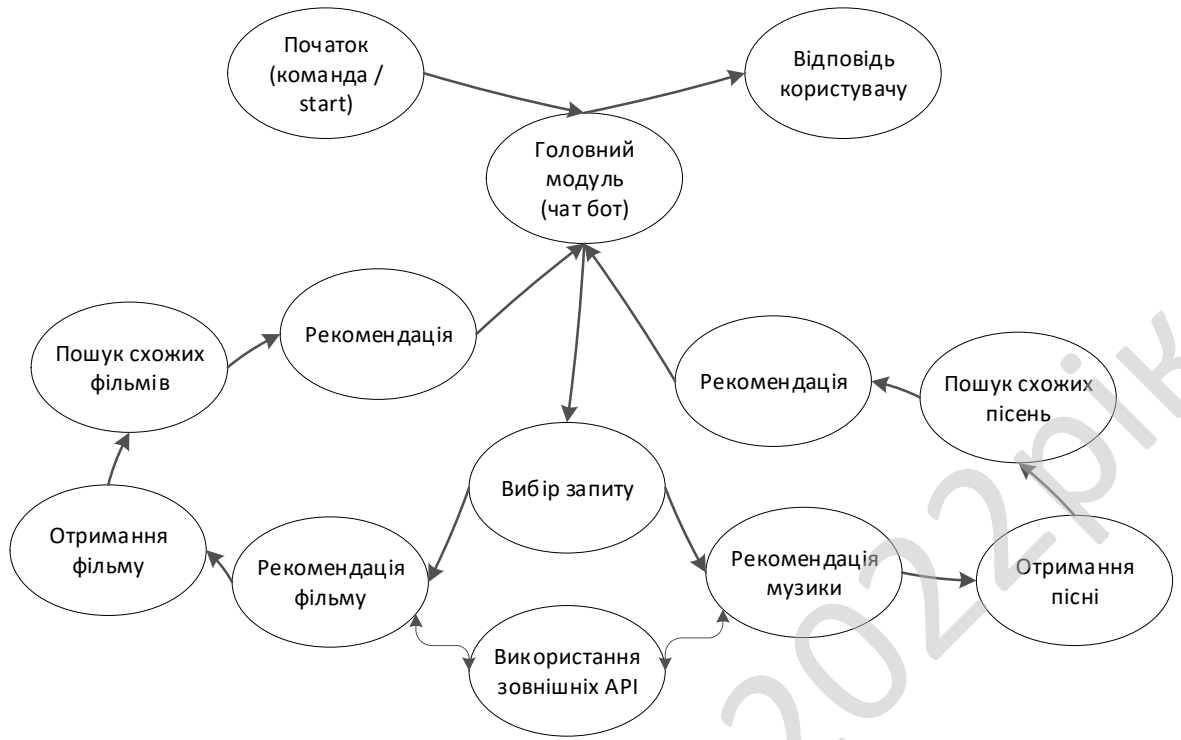 Початок
(команда /
start)
Відповідь
користувачу
Головний
модуль
(чат бот)
Пошук схожих
фільмів
Рекомендація
Рекомендація
Пошук схожих
пісень
Вибір запиту
Отримання
фільму
Рекомендація
фільму
Рекомендація
музики
Отримання
пісні
Використання
зовнішніх API
2022рік